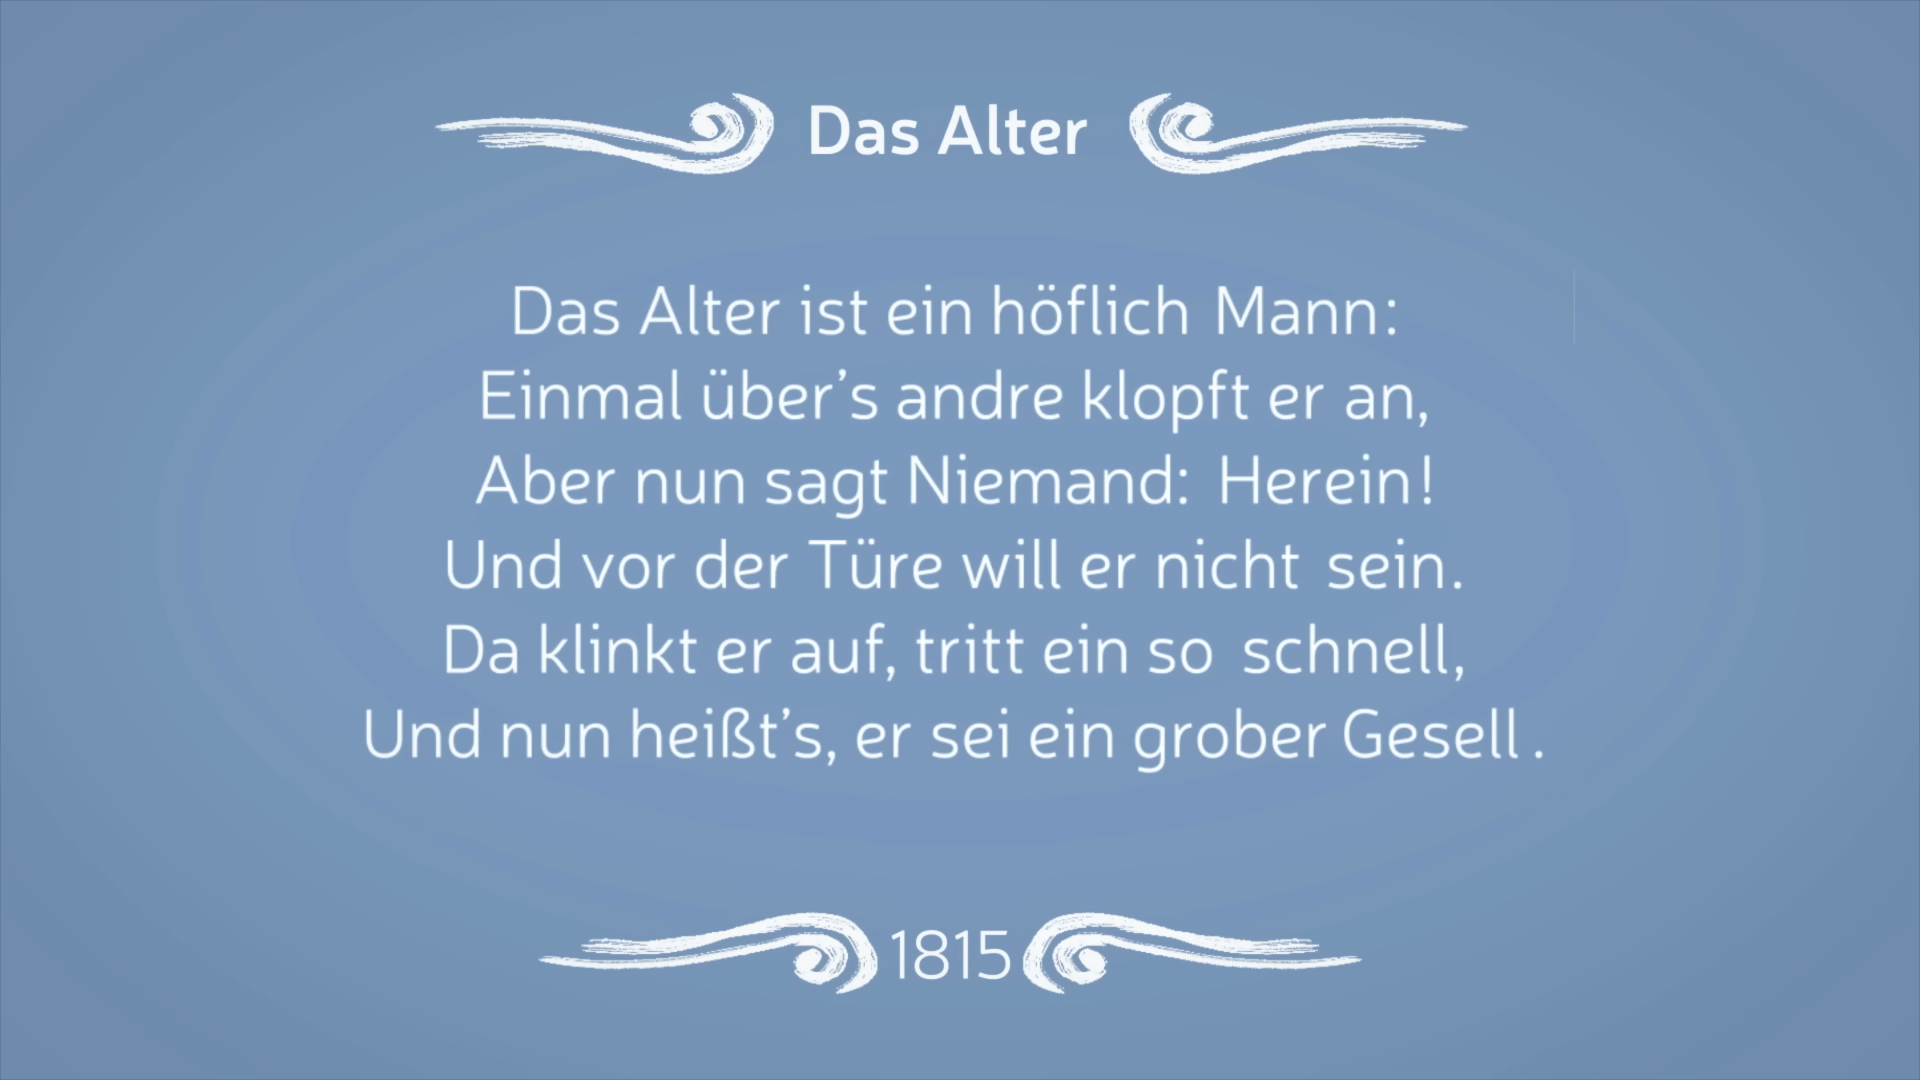 Das Alter
Das Alter ist ein höflich Mann:
Einmal über’s andre klopft er an,
Aber nun sagt Niemand: Herein!
Und vor der Türe will er nicht sein.
Da klinkt er auf, tritt ein so schnell,
Und nun heißt’s, er sei ein grober Gesell.
1815